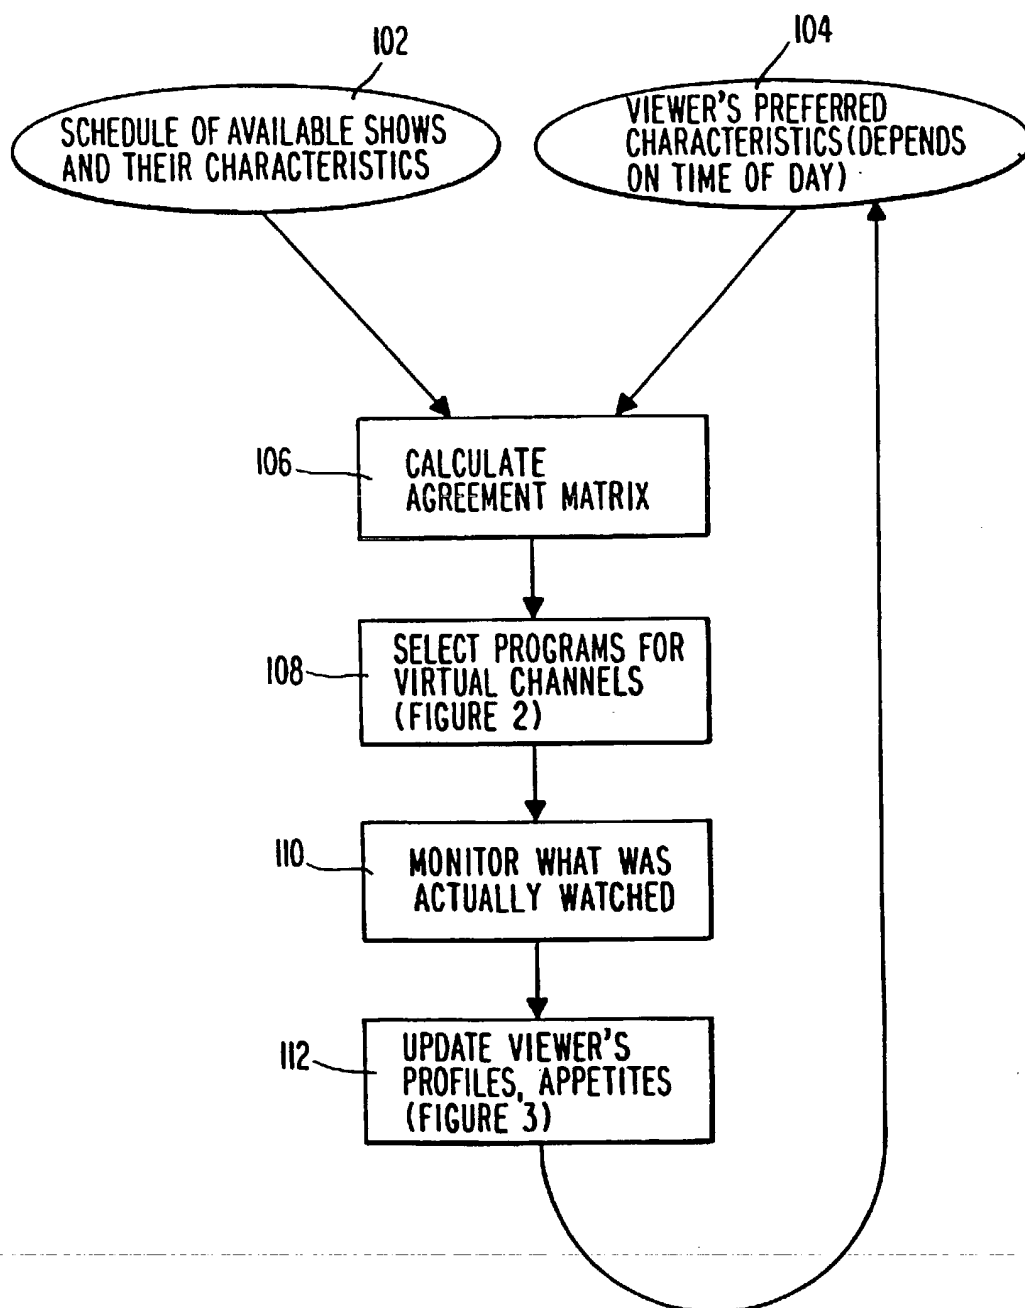 102
104
SCHEDULE OF AVAILABLE SHOWS
AND THEIR CHARACTERISTICS
VIEWER'S PREFERRED
CHARACTERISTICS (DEPENDS
ON TIME OF DAY)
106
CALCULATE
AGREEMENT MATRIX
108
SELECT PROGRAMS FOR
VIRTUAL CHANNELS
(FIGURE 2)
110
MONITOR WHAT WAS
ACTUALLY WATCHED
112
UPDATE VIEWER'S
PROFILES, APPETITES
(FIGURE 3)